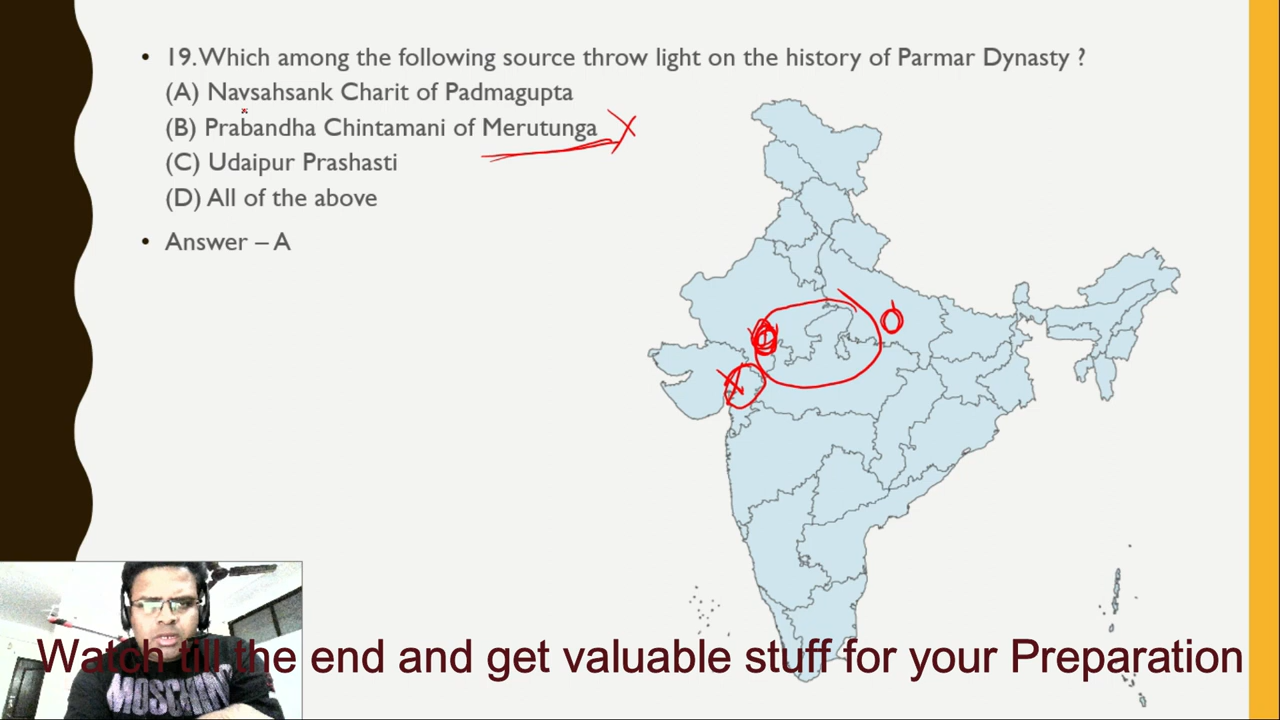 • 19. Which among the following source throw light on the history of Parmar Dynasty ?
(A) Navsahsank Charit of Padmagupta
(B) Prabandha Chintamani of Merutunga
(C) Udaipur Prashasti
(D) All of the above
• Answer – A
MOSCHIN
Watch till the end and get valuable stuff for your Preparation